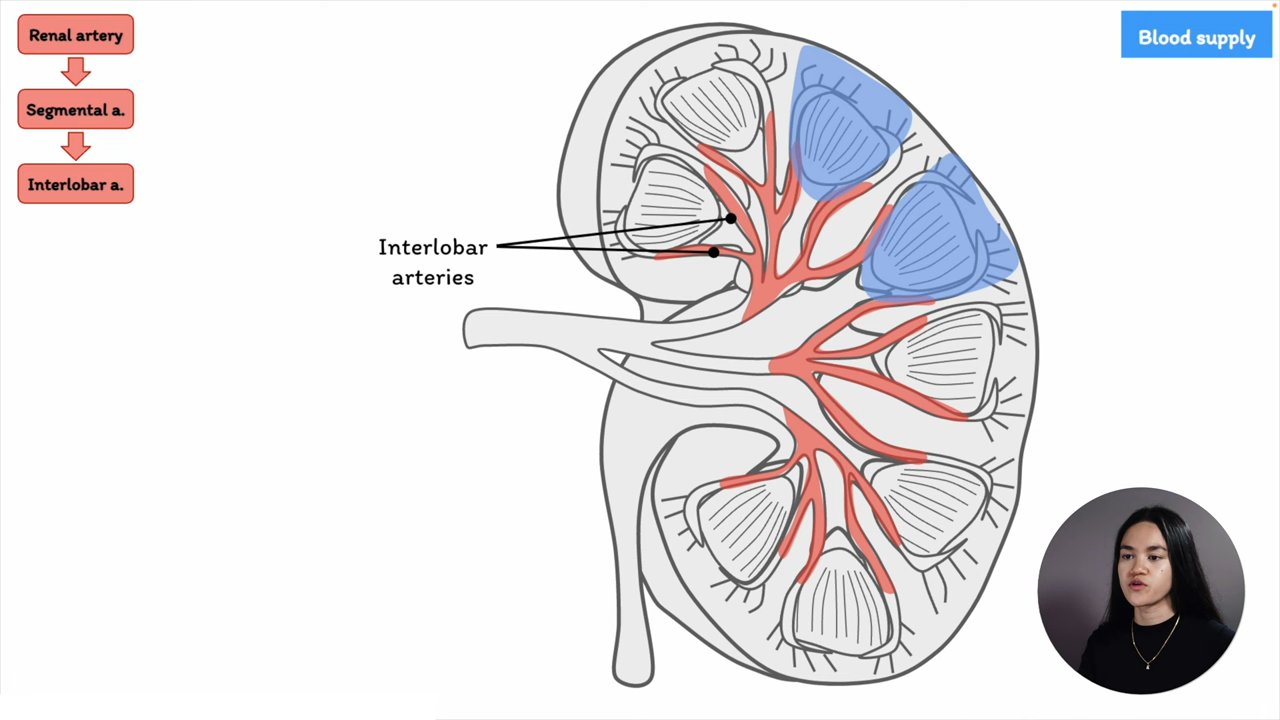 Renal artery
Segmental a.
Interlobar a.
Blood supply
Interlobar
arteries